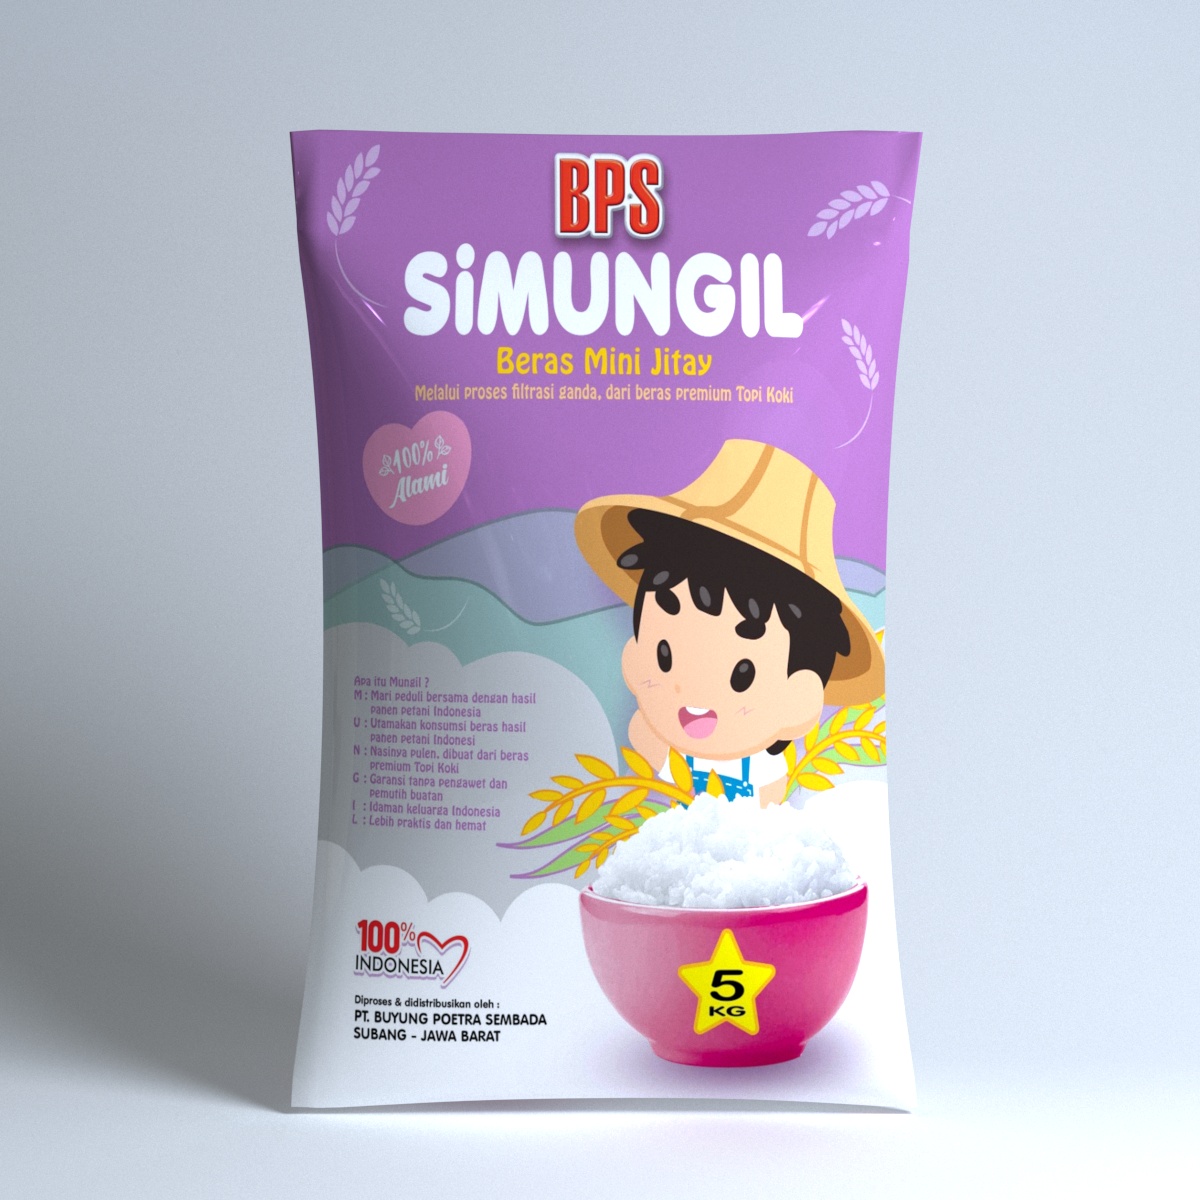 BPS
SiMUNGIL
Beras Mini Jitay
Melalui proses filtrasi ganda, dari beras premium Topi Koki
100%
Alami
Apa itu Mungil ?
M : Mari peduli bersama dengan hasil
panen petani Indonesia
U : Utamakan konsumsi beras hasil
panen petani Indonesi
N : Nasinya pulen, dibuat dari beras
premium Topi Koki
G : Garansi tanpa pengawet dan
pemutih buatan
I : Idaman keluarga Indonesia
L : Lebih praktis dan hemat
100%
INDONESIA
Diproses & didistribusikan oleh :
PT. BUYUNG POETRA SEMBADA
SUBANG - JAWA BARAT
5
KG